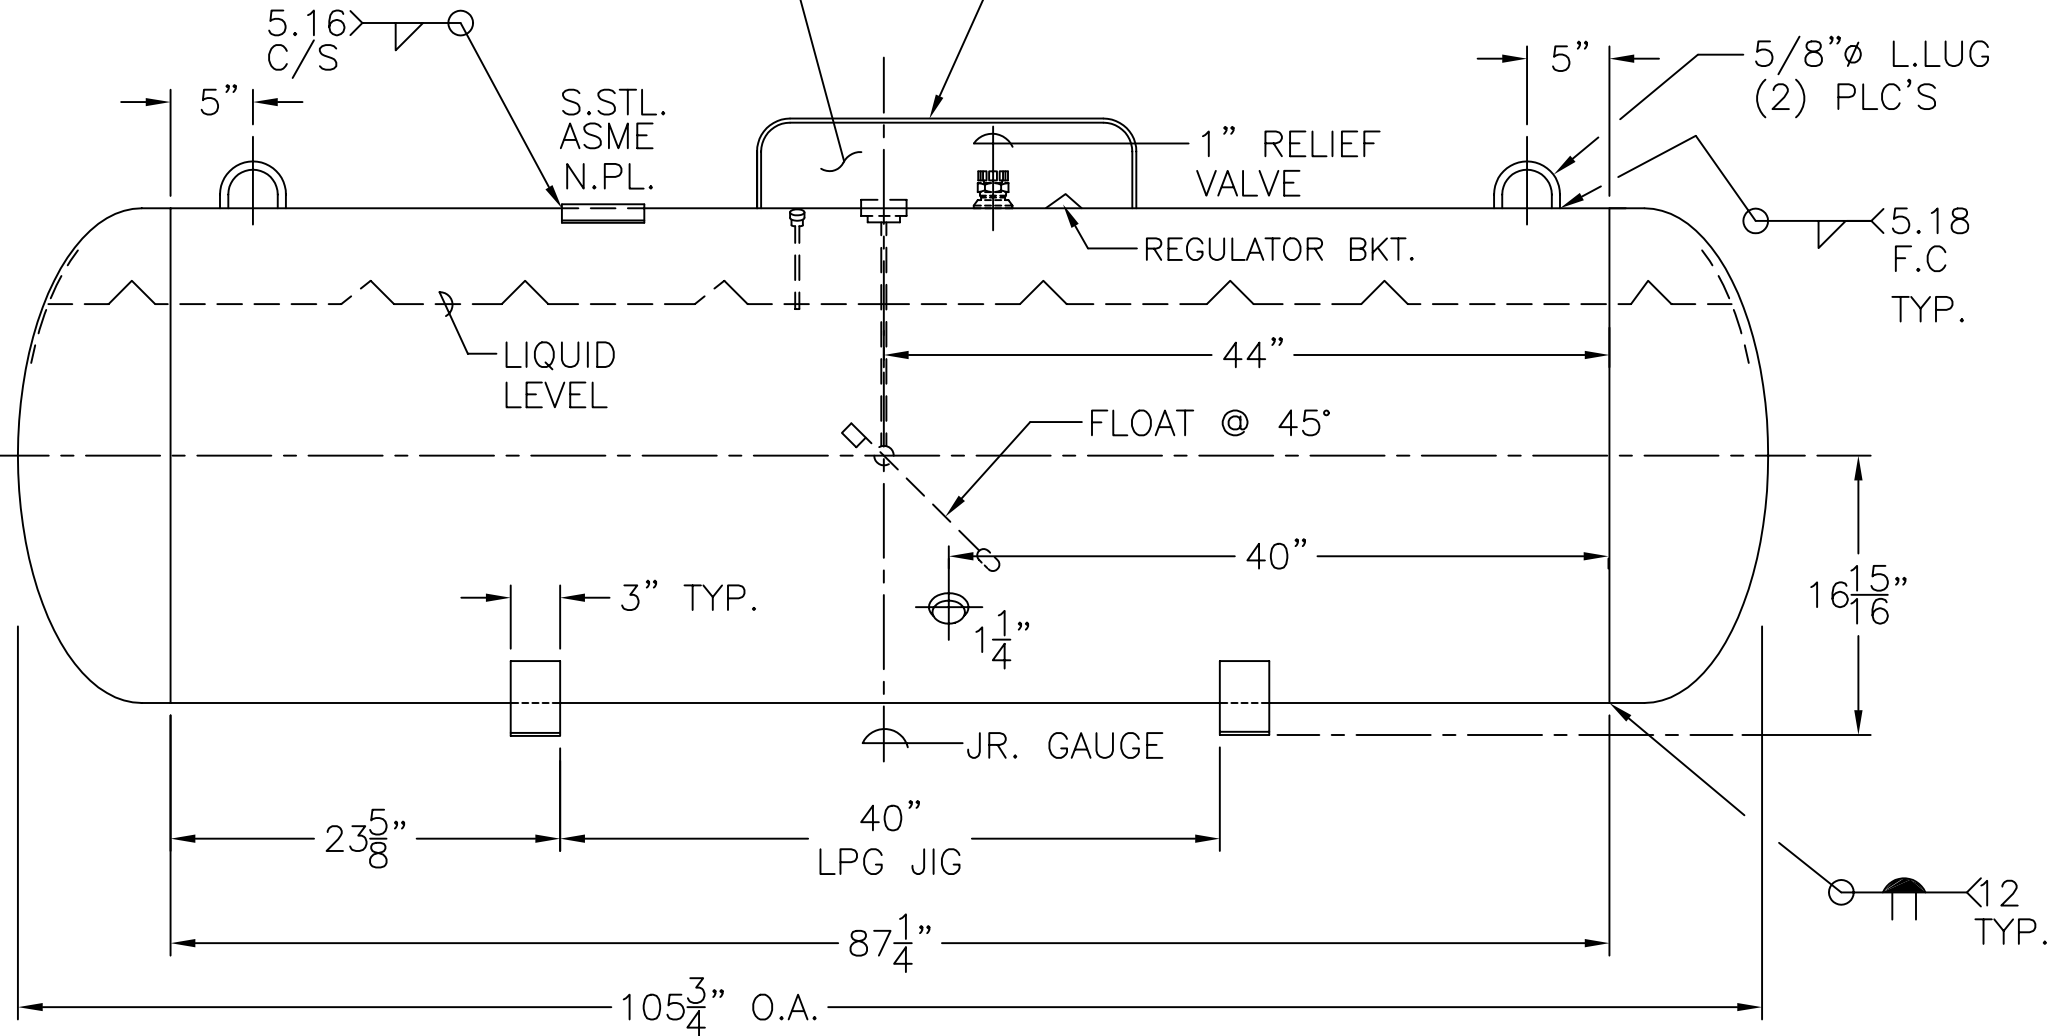 5.16
C/S
5”
S.STL.
ASME
N.PL.
5”
5/8”ø L.LUG
(2) PLC'S
1” RELIEF
VALVE
REGULATOR BKT.
5.18
F.C
TYP.
LIQUID
LEVEL
44”
FLOAT @ 45°
40”
3” TYP.
1 1/4”
16 15/16”
JR. GAUGE
23 5/8”
40”
LPG JIG
12
TYP.
87 1/4”
105 3/4” O.A.